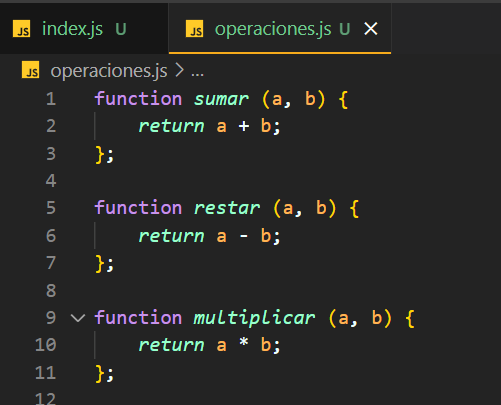 JS index.js U JS operaciones.js U ×
JS operaciones.js > ...
1 function sumar (a, b) {
2 return a + b;
3 };
4
5 function restar (a, b) {
6 return a - b;
7 };
8
9 function multiplicar (a, b) {
10 return a * b;
11 };
12